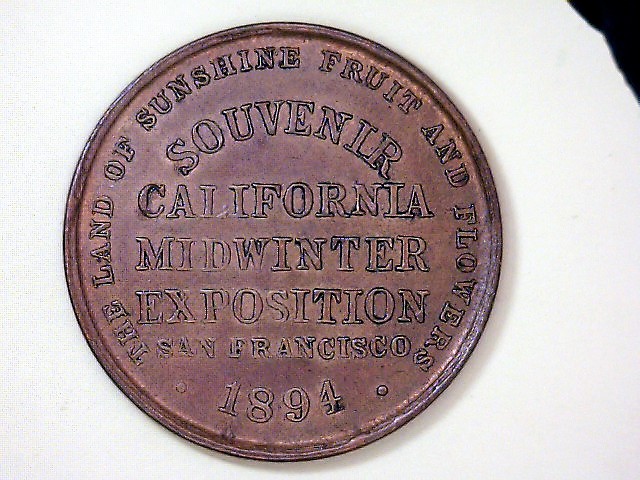 THE LAND OF SUNSHINE FRUIT AND FLOWERS
SOUVENIR
CALIFORNIA
MIDWINTER
EXPOSITION
SAN FRANCISCO
1894